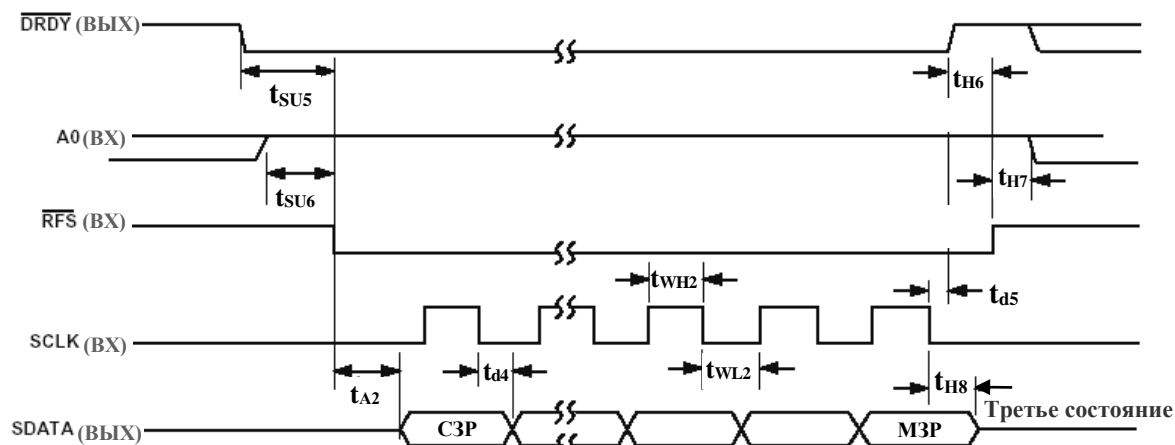 DRDY (ВЫХ)
tSU5
tH6
A0 (ВХ)
tSU6
tH7
RFS (ВХ)
tWH2
td5
SCLK (ВХ)
tA2
td4
tWL2
tH8
SDATA (ВЫХ)
СЗР
МЗР
Третье состояние